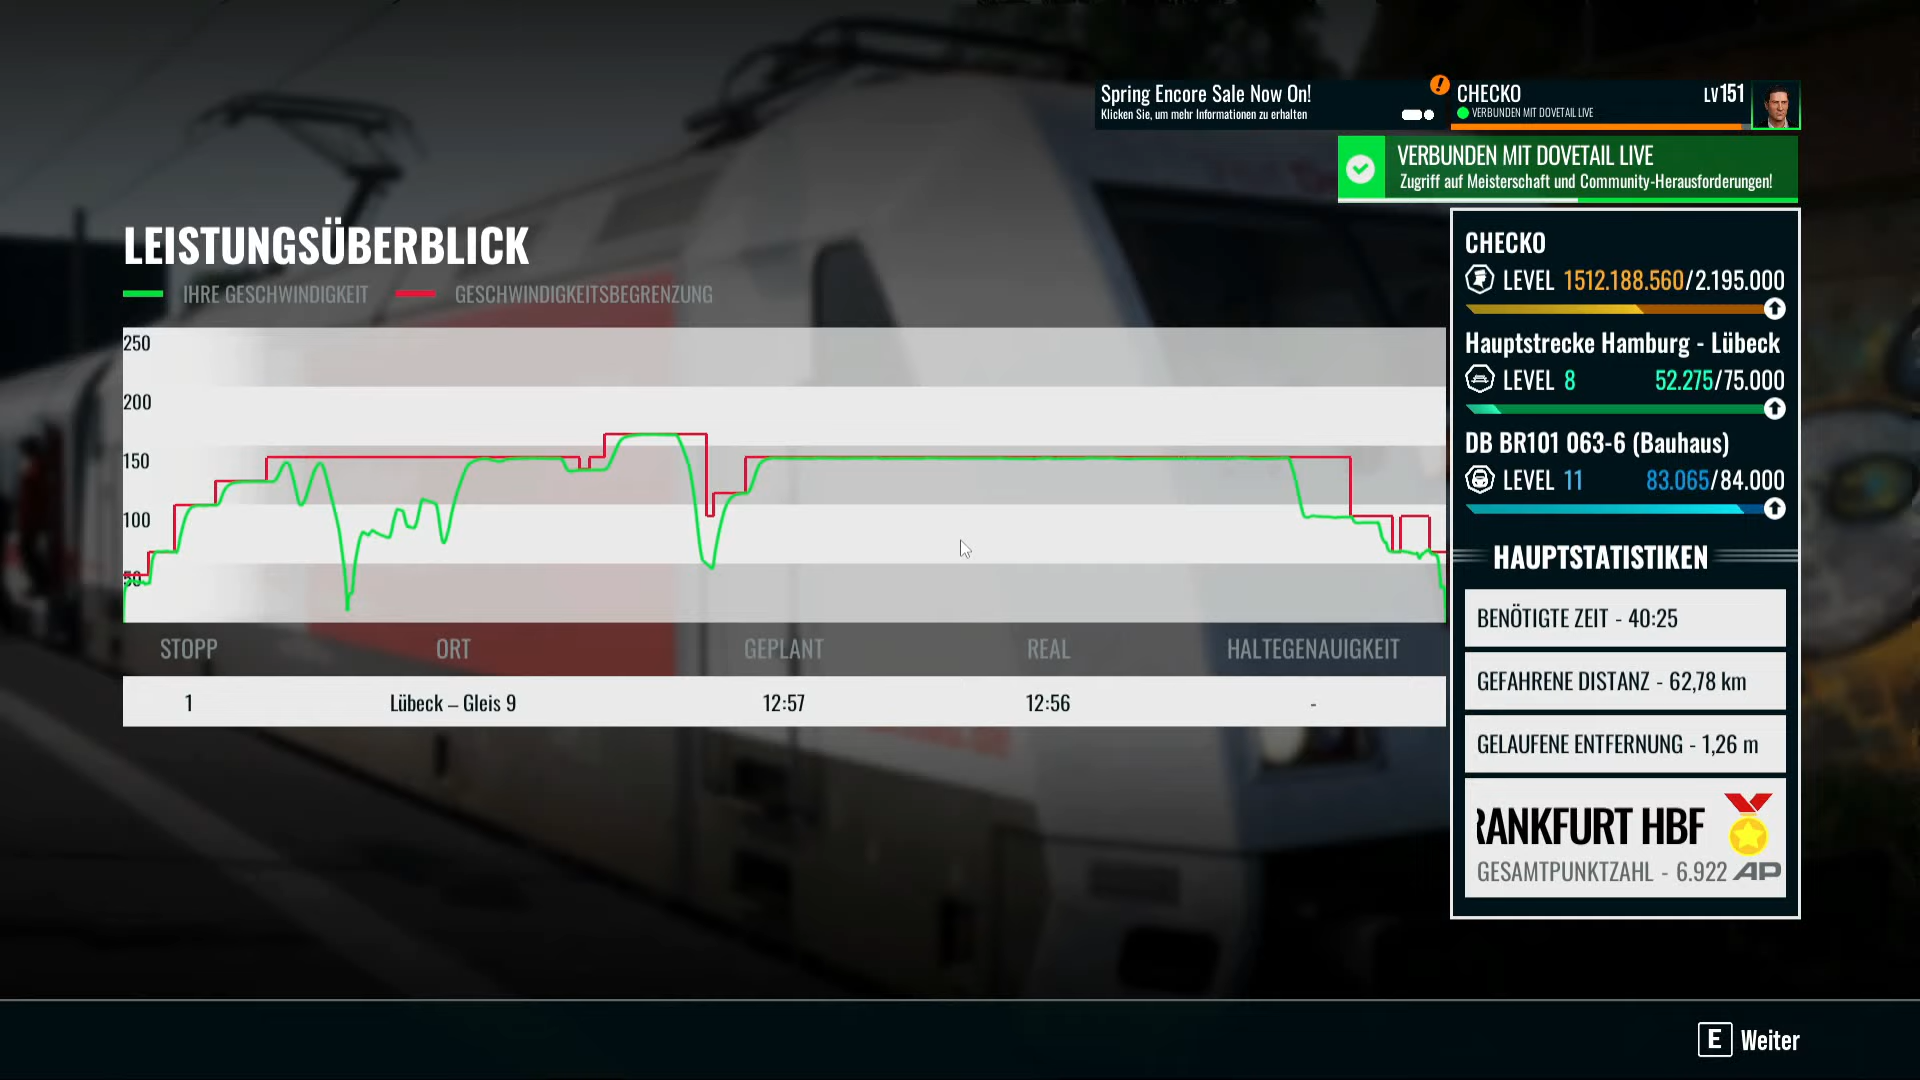 Spring Encore Sale Now On!
Klicken Sie, um mehr Informationen zu erhalten
!
CHECKO
LV 151
VERBUNDEN MIT DOVETAIL LIVE
VERBUNDEN MIT DOVETAIL LIVE
Zugriff auf Meisterschaft und Community-Herausforderungen!
LEISTUNGSÜBERBLICK
IHRE GESCHWINDIGKEIT
GESCHWINDIGKEITSBEGRENZUNG
250
200
150
100
50
STOPP ORT GEPLANT REAL HALTEGENAUIGKEIT
1 Lübeck – Gleis 9 12:57 12:56 -
CHECKO
LEVEL 1512.188.560/2.195.000
Hauptstrecke Hamburg - Lübeck
LEVEL 8 52.275/75.000
DB BR101 063-6 (Bauhaus)
LEVEL 11 83.065/84.000
HAUPTSTATISTIKEN
BENÖTIGTE ZEIT - 40:25
GEFAHRENE DISTANZ - 62,78 km
GELAUFENE ENTFERNUNG - 1,26 m
RANKFURT HBF
GESAMTPUNKTZAHL - 6.922 AP
E Weiter